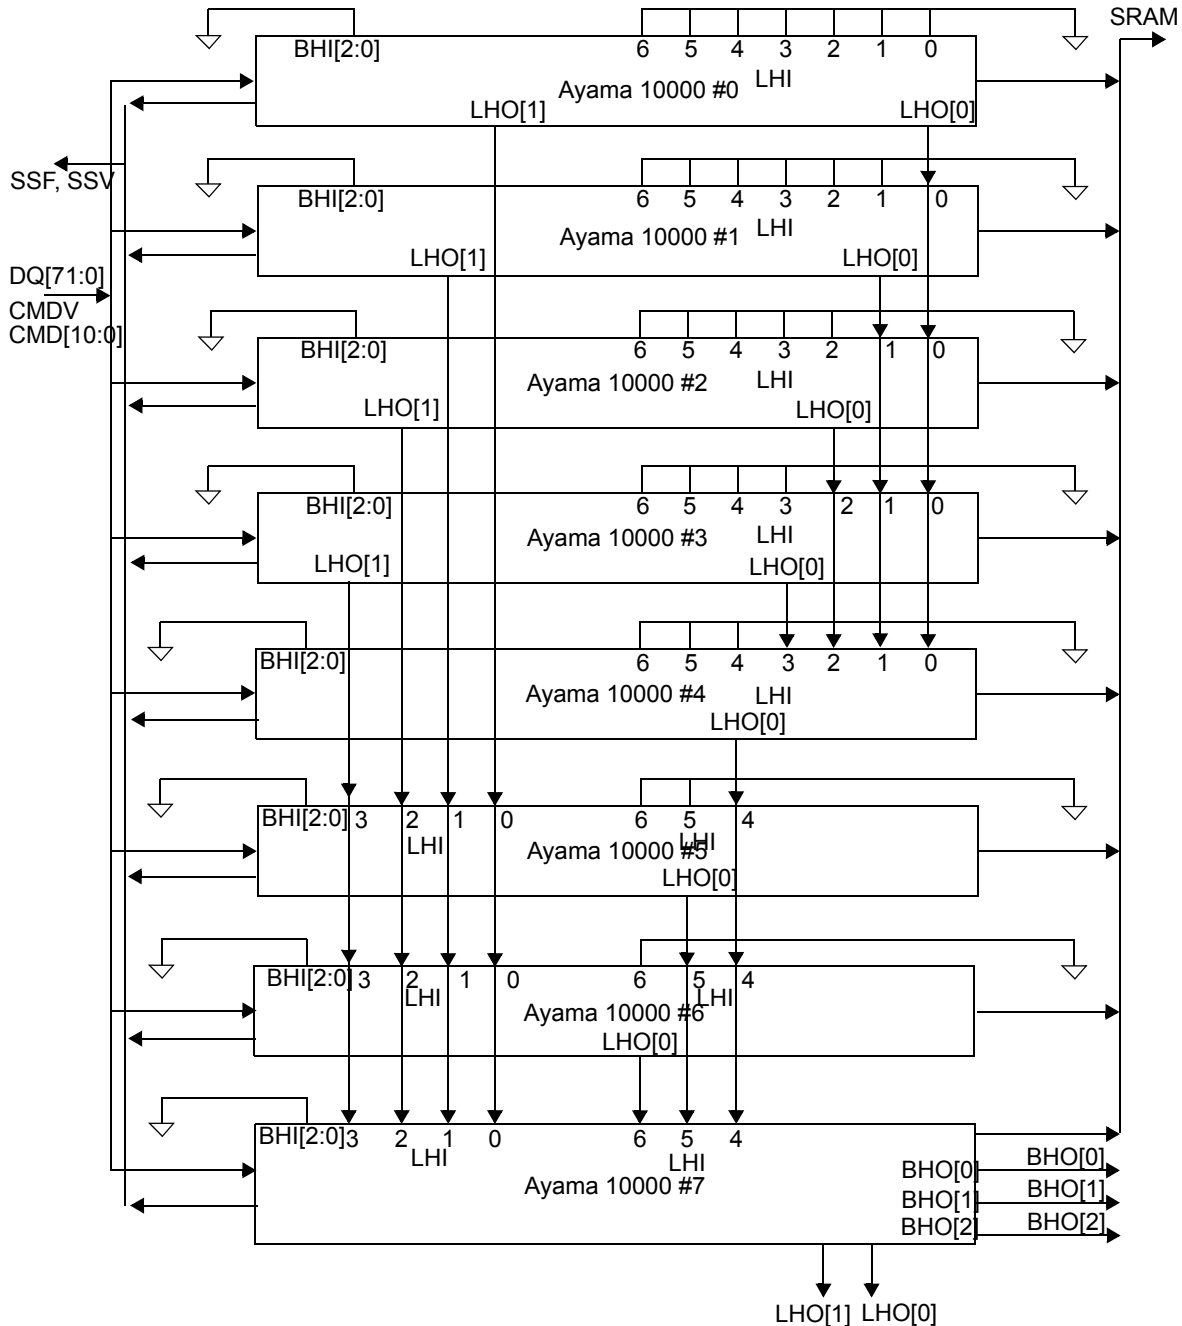 SRAM
BHI[2:0] 6 5 4 3 2 1 0
LHI
Ayama 10000 #0
LHO[1] LHO[0]
SSF, SSV
BHI[2:0] 6 5 4 3 2 1 0
LHI
Ayama 10000 #1
LHO[1] LHO[0]
DQ[71:0]
CMDV
CMD[10:0]
BHI[2:0] 6 5 4 3 2 1 0
Ayama 10000 #2 LHI
LHO[1] LHO[0]
BHI[2:0] 6 5 4 3 2 1 0
Ayama 10000 #3 LHI
LHO[1] LHO[0]
BHI[2:0] 6 5 4 3 2 1 0
Ayama 10000 #4 LHI
LHO[0]
BHI[2:0] 3 2 1 0 6 5 4
LHI Ayama 10000 #5 LHI
LHO[0]
BHI[2:0] 3 2 1 0 6 5 4
LHI LHI
Ayama 10000 #6
LHO[0]
BHI[2:0] 3 2 1 0 6 5 4
LHI LHI
Ayama 10000 #7
BHO[0] BHO[0]
BHO[1] BHO[1]
BHO[2] BHO[2]
LHO[1] LHO[0]